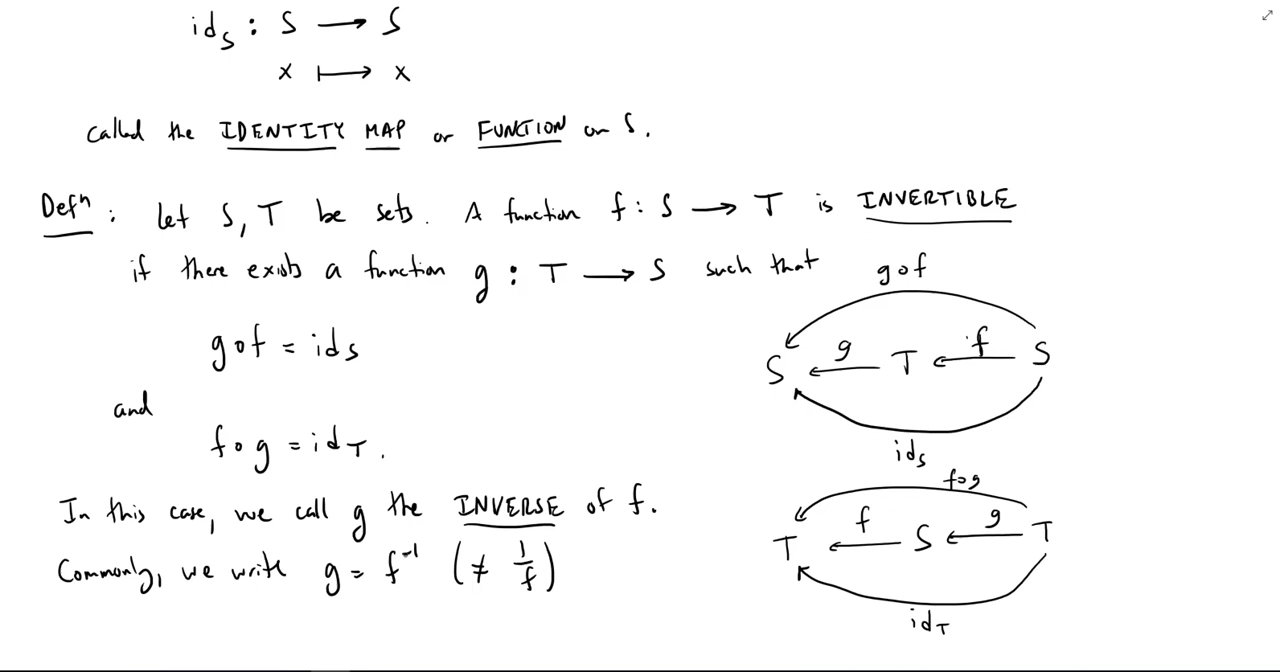 id_S : S ⟶ S
x ⟼ x
called the IDENTITY MAP or FUNCTION on S.
Defⁿ : Let S, T be sets. A function f : S ⟶ T is INVERTIBLE
if there exists a function g : T ⟶ S such that
g∘f = id_S
and
f∘g = id_T.
In this case, we call g the INVERSE of f.
Commonly, we write g = f⁻¹ (≠ 1/f)
g∘f
S ⟵ g T ⟵ f S
id_S
f∘g
T ⟵ f S ⟵ g T
id_T